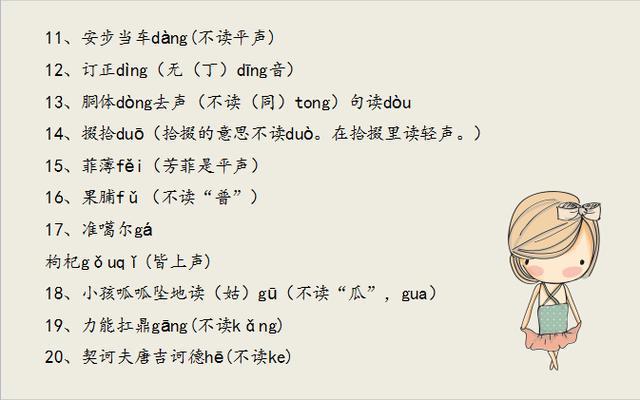 11、安步当车dàng(不读平声)
12、订正dìng（无（丁）dīng音）
13、胴体dòng去声（不读（同）tong）句读dòu
14、掇拾duō（拾掇的意思不读duò。在拾掇里读轻声。）
15、菲薄fěi（芳菲是平声）
16、果脯fǔ（不读“普”）
17、准噶尔gá
枸杞gǒuqǐ(皆上声)
18、小孩呱呱坠地读（姑）gū（不读“瓜”，gua）
19、力能扛鼎gāng(不读kǎng)
20、契诃夫唐吉诃德hē(不读ke)